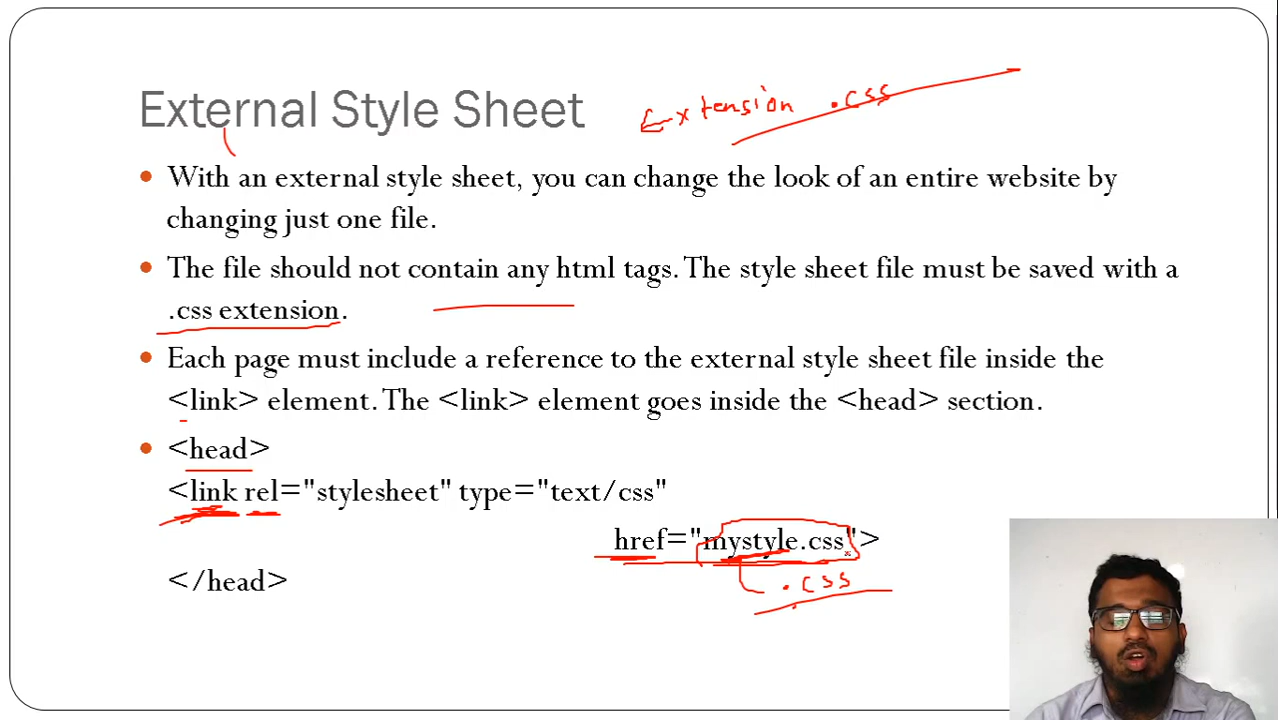 External Style Sheet
Extension .css
With an external style sheet, you can change the look of an entire website by
changing just one file.
The file should not contain any html tags. The style sheet file must be saved with a
.css extension.
Each page must include a reference to the external style sheet file inside the
<link> element. The <link> element goes inside the <head> section.
<head>
<link rel="stylesheet" type="text/css"
href="mystyle.css">
.css
</head>